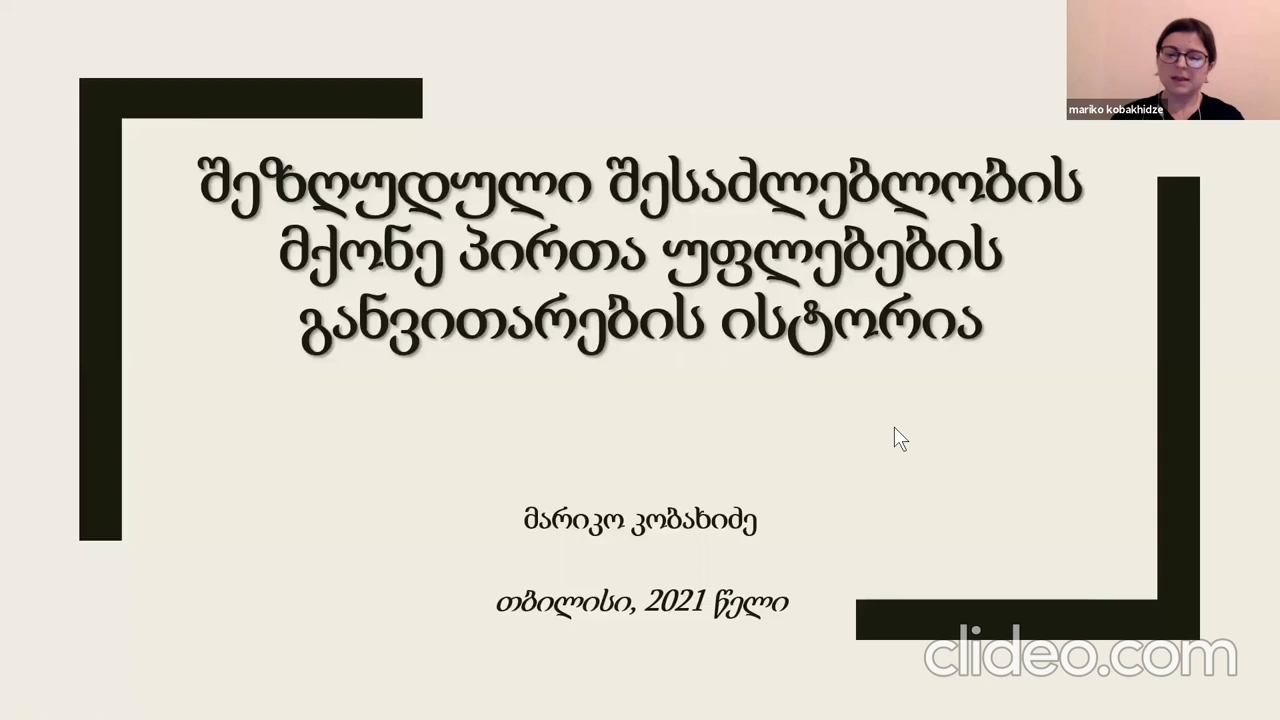 mariko kobakhidze
შეზღუდული შესაძლებლობის
მქონე პირთა უფლებების
განვითარების ისტორია
მარიკო კობახიძე
თბილისი, 2021 წელი
clideo.com